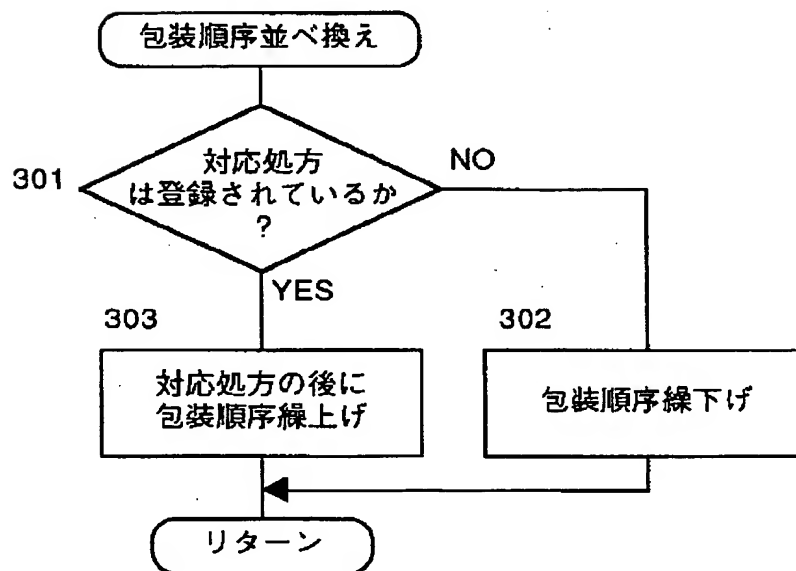 包装順序並べ換え
301
対応処方
は登録されているか
?
NO
YES
303
対応処方の後に
包装順序繰上げ
302
包装順序繰下げ
リターン